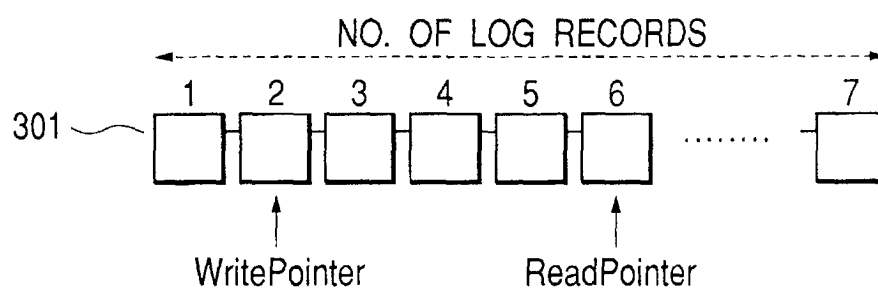 NO. OF LOG RECORDS
1 2 3 4 5 6 7
301
WritePointer ReadPointer